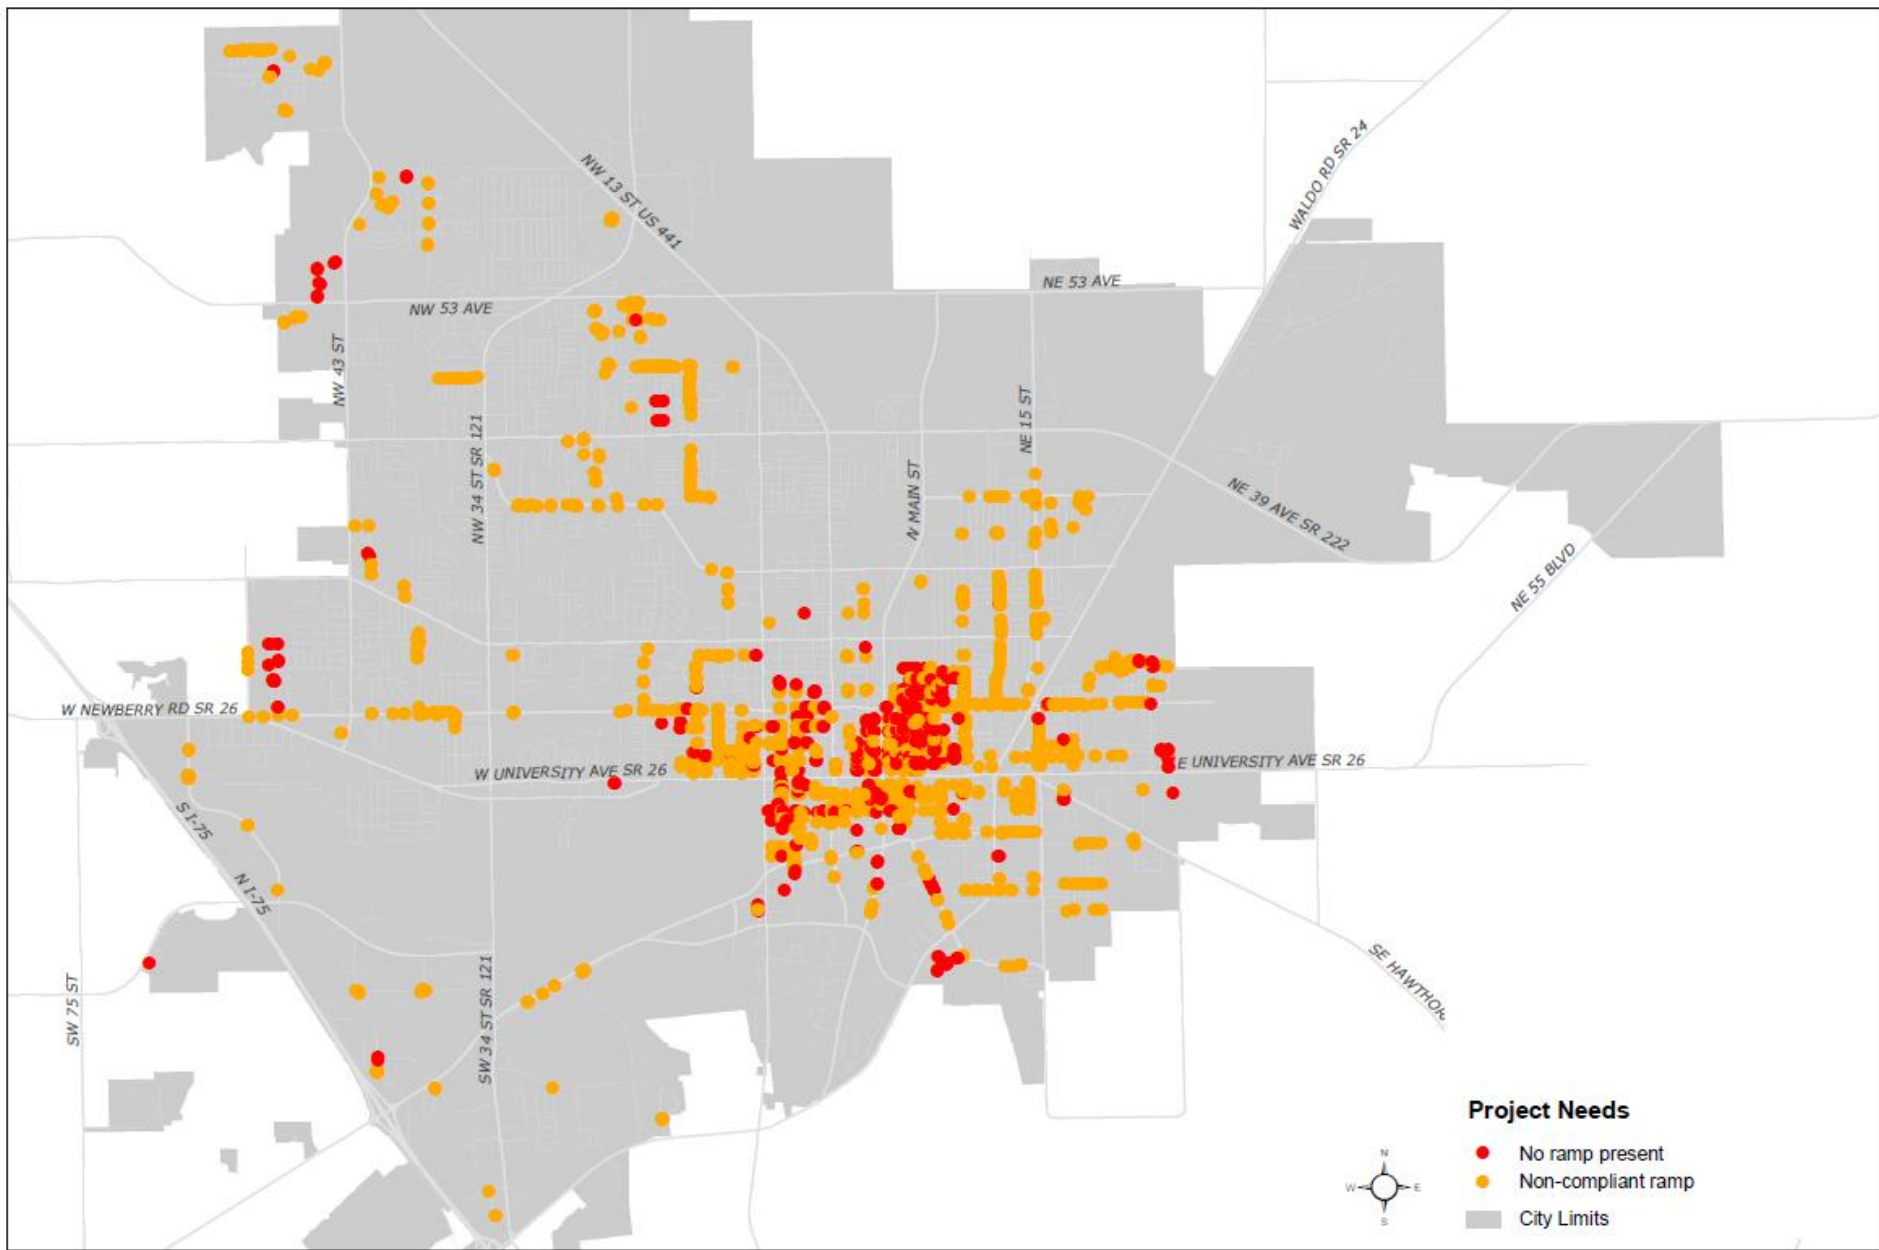 WALDO RD SR 24
NW 13 ST US 441
NE 53 AVE
NW 53 AVE
NW 43 ST
NE 15 ST
NW 34 ST SR 121
N MAIN ST
NE 39 AVE SR 222
NE 55 BLVD
W NEWBERRY RD SR 26
W UNIVERSITY AVE SR 26
E UNIVERSITY AVE SR 26
S I-75
N I-75
SW 75 ST
SW 34 ST SR 121
SE HAWTHOR
Project Needs
No ramp present
Non-compliant ramp
City Limits
N
W E
S